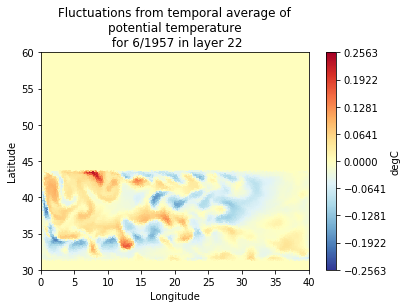 Fluctuations from temporal average of
potential temperature
for 6/1957 in layer 22
60
55
50
45
40
35
30
Latitude
0 5 10 15 20 25 30 35 40
Longitude
0.2563
0.1922
0.1281
0.0641
0.0000
−0.0641
−0.1281
−0.1922
−0.2563
degC